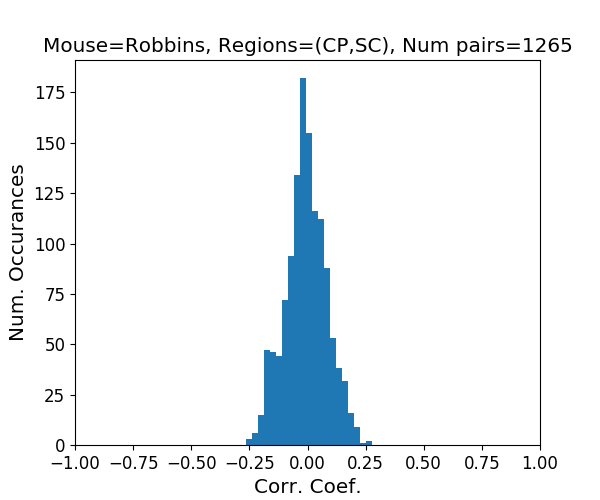 Mouse=Robbins, Regions=(CP,SC), Num pairs=1265
175
150
125
100
75
50
25
0
Num. Occurances
−1.00 −0.75 −0.50 −0.25 0.00 0.25 0.50 0.75 1.00
Corr. Coef.